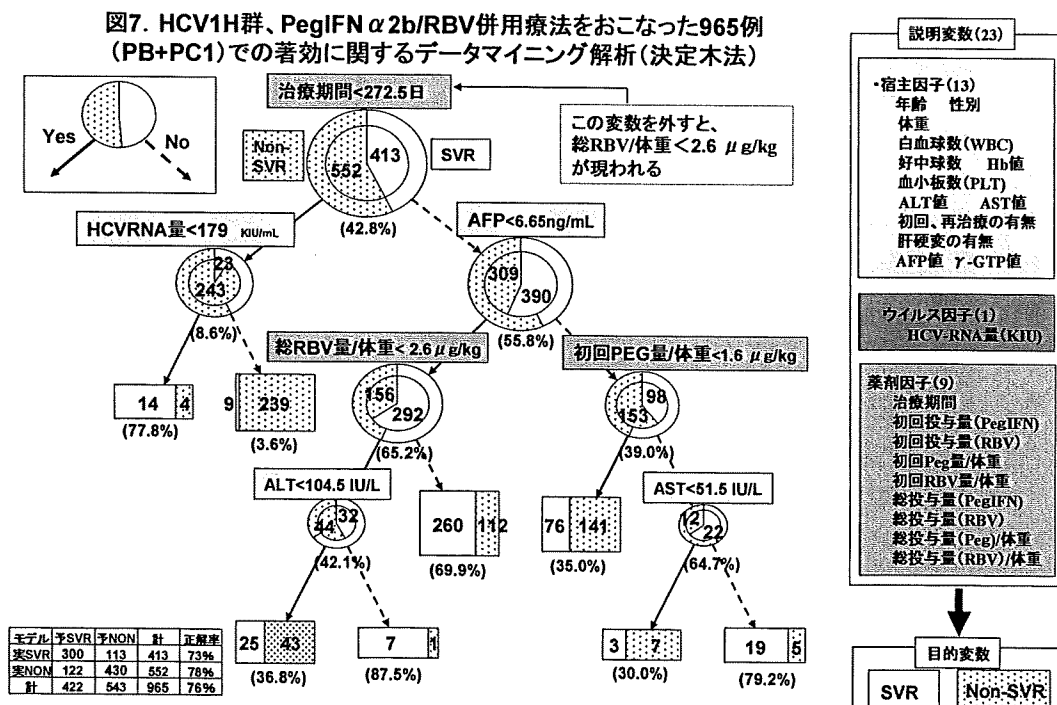 図7. HCV1H群、PegIFNα2b/RBV併用療法をおこなった965例
(PB+PC1)での著効に関するデータマイニング解析(決定木法)
Yes
No
治療期間<272.5日
Non-SVR
552
413
SVR
(42.8%)
この変数を外すと、
総RBV/体重<2.6 μg/kg
が現われる
HCVRNA量<179 KIU/mL
23
243
(8.6%)
AFP<6.65ng/mL
309
390
(55.8%)
14
4
(77.8%)
9
239
(3.6%)
総RBV量/体重<2.6μg/kg
156
292
(65.2%)
初回PEG量/体重<1.6μg/kg
98
153
(39.0%)
ALT<104.5 IU/L
44
32
(42.1%)
260
112
(69.9%)
76
141
(35.0%)
AST<51.5 IU/L
12
22
(64.7%)
25
43
(36.8%)
7
1
(87.5%)
3
7
(30.0%)
19
5
(79.2%)
モデル 予SVR 予NON 計 正解率
実SVR 300 113 413 73%
実NON 122 430 552 78%
計 422 543 965 76%
説明変数(23)
・宿主因子(13)
年齢 性別
体重
白血球数(WBC)
好中球数 Hb値
血小板数(PLT)
ALT値 AST値
初回、再治療の有無
肝硬変の有無
AFP値 γ-GTP値
ウイルス因子(1)
HCV-RNA量(KIU)
薬剤因子(9)
治療期間
初回投与量(PegIFN)
初回投与量(RBV)
初回Peg量/体重
初回RBV量/体重
総投与量(PegIFN)
総投与量(RBV)
総投与量(Peg)/体重
総投与量(RBV)/体重
目的変数
SVR
Non-SVR